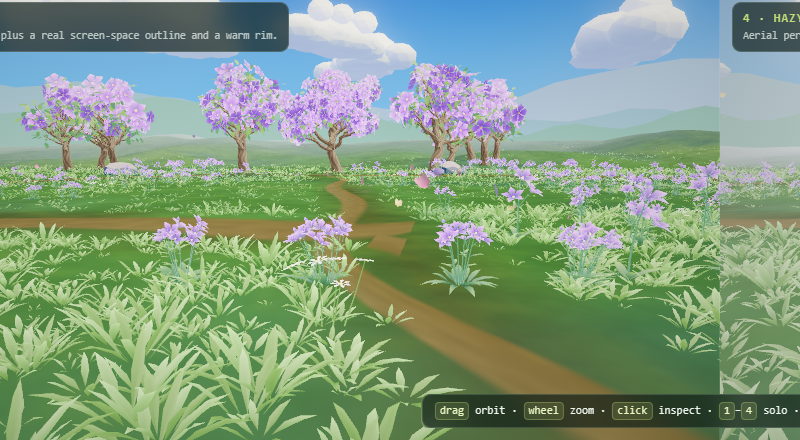 plus a real screen-space outline and a warm rim.
4 · HAZY
Aerial per
drag orbit · wheel zoom · click inspect · 1-4 solo ·